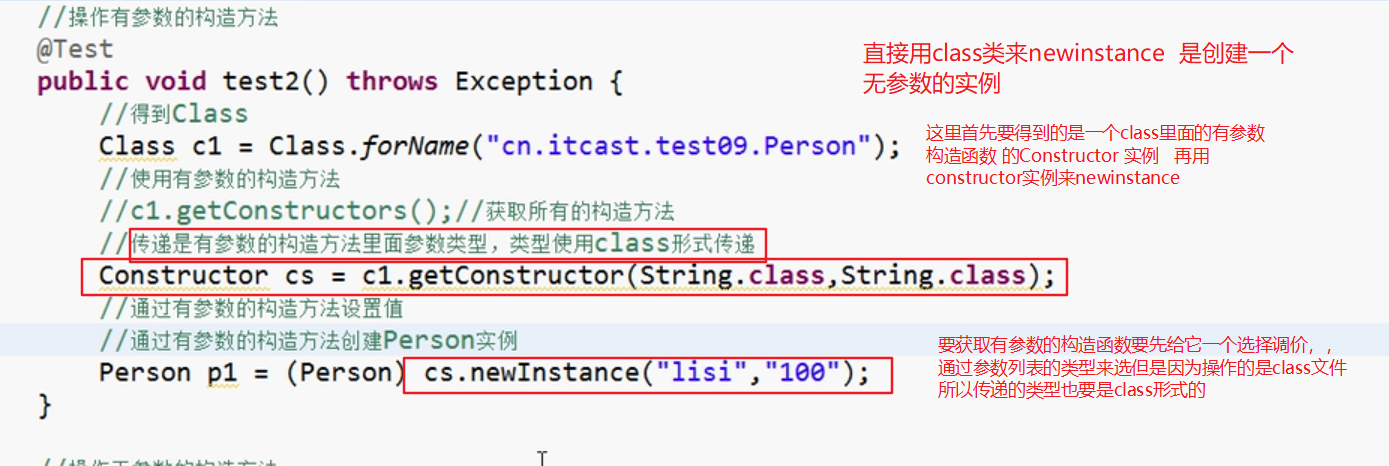 //操作有参数的构造方法
@Test
public void test2() throws Exception {
//得到Class
Class c1 = Class.forName("cn.itcast.test09.Person");
//使用有参数的构造方法
//c1.getConstructors();//获取所有的构造方法
//传递是有参数的构造方法里面参数类型，类型使用class形式传递
Constructor cs = c1.getConstructor(String.class,String.class);
//通过有参数的构造方法设置值
//通过有参数的构造方法创建Person实例
Person p1 = (Person) cs.newInstance("lisi","100");
}
直接用class类来newinstance 是创建一个
无参数的实例
这里首先要得到的是一个class里面的有参数
构造函数 的Constructor 实例 再用
constructor实例来newinstance
要获取有参数的构造函数要先给它一个选择调价，，
通过参数列表的类型来选但是因为操作的是class文件
所以传递的类型也要是class形式的
//操作无参数的构造方法